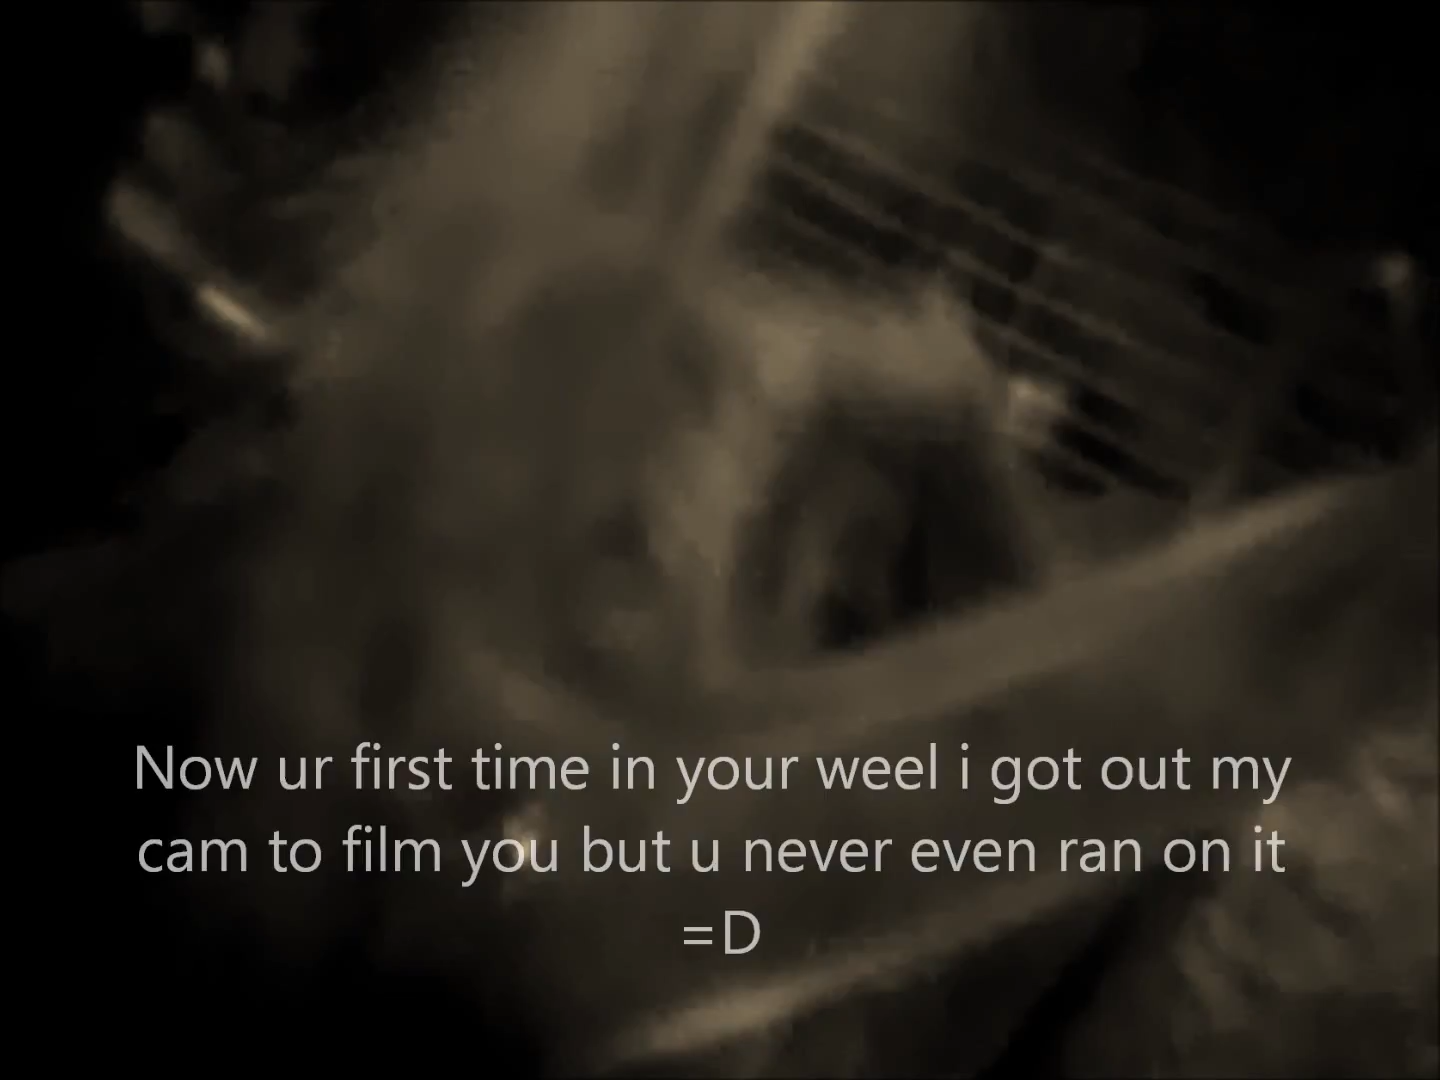 Now ur first time in your weel i got out my
cam to film you but u never even ran on it
=D